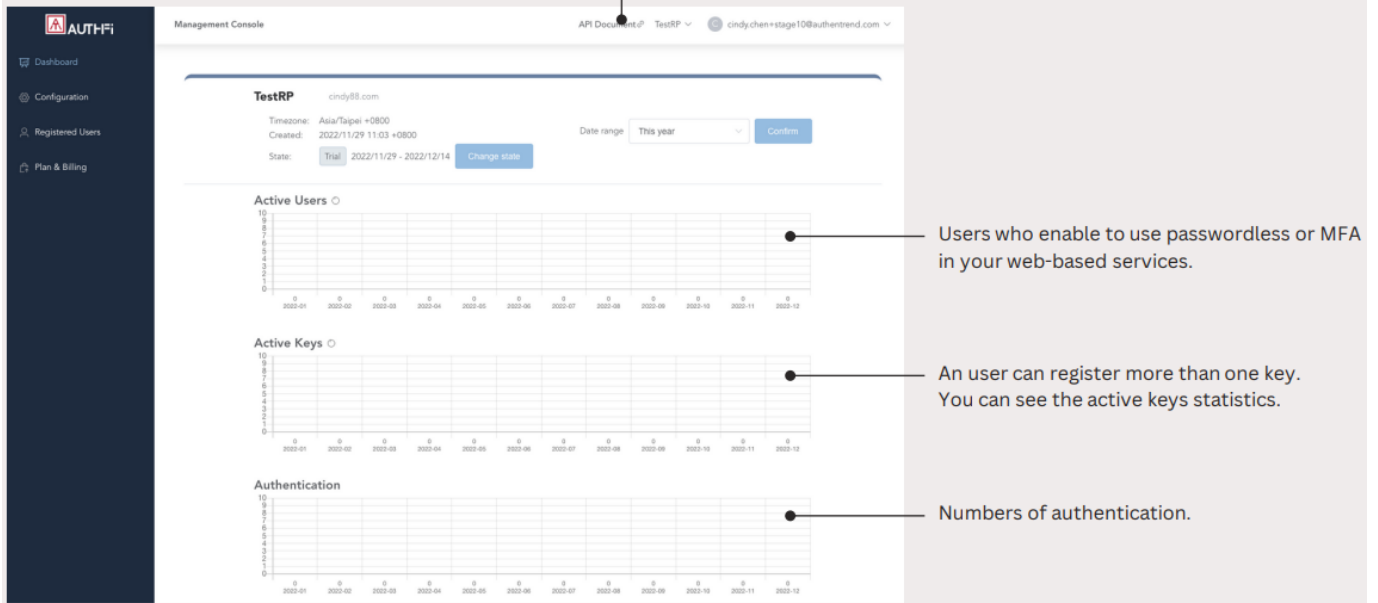 AUTHFi
Management Console
API Document
TestRP
C
cindy.chen+stage10@authentrend.com
Dashboard
Configuration
Registered Users
Plan & Billing
TestRP
cindy88.com
Timezone: Asia/Taipei +0800
Created: 2022/11/29 11:03 +0800
State: Trial 2022/11/29 - 2022/12/14 Change state
Date range This year Confirm
Active Users
10
9
8
7
6
5
4
3
2
1
0
0 0 0 0 0 0 0 0 0 0 0 0
2022-01 2022-02 2022-03 2022-04 2022-05 2022-06 2022-07 2022-08 2022-09 2022-10 2022-11 2022-12
Users who enable to use passwordless or MFA
in your web-based services.
Active Keys
10
9
8
7
6
5
4
3
2
1
0
0 0 0 0 0 0 0 0 0 0 0 0
2022-01 2022-02 2022-03 2022-04 2022-05 2022-06 2022-07 2022-08 2022-09 2022-10 2022-11 2022-12
An user can register more than one key.
You can see the active keys statistics.
Authentication
10
9
8
7
6
5
4
3
2
1
0
0 0 0 0 0 0 0 0 0 0 0 0
2022-01 2022-02 2022-03 2022-04 2022-05 2022-06 2022-07 2022-08 2022-09 2022-10 2022-11 2022-12
Numbers of authentication.